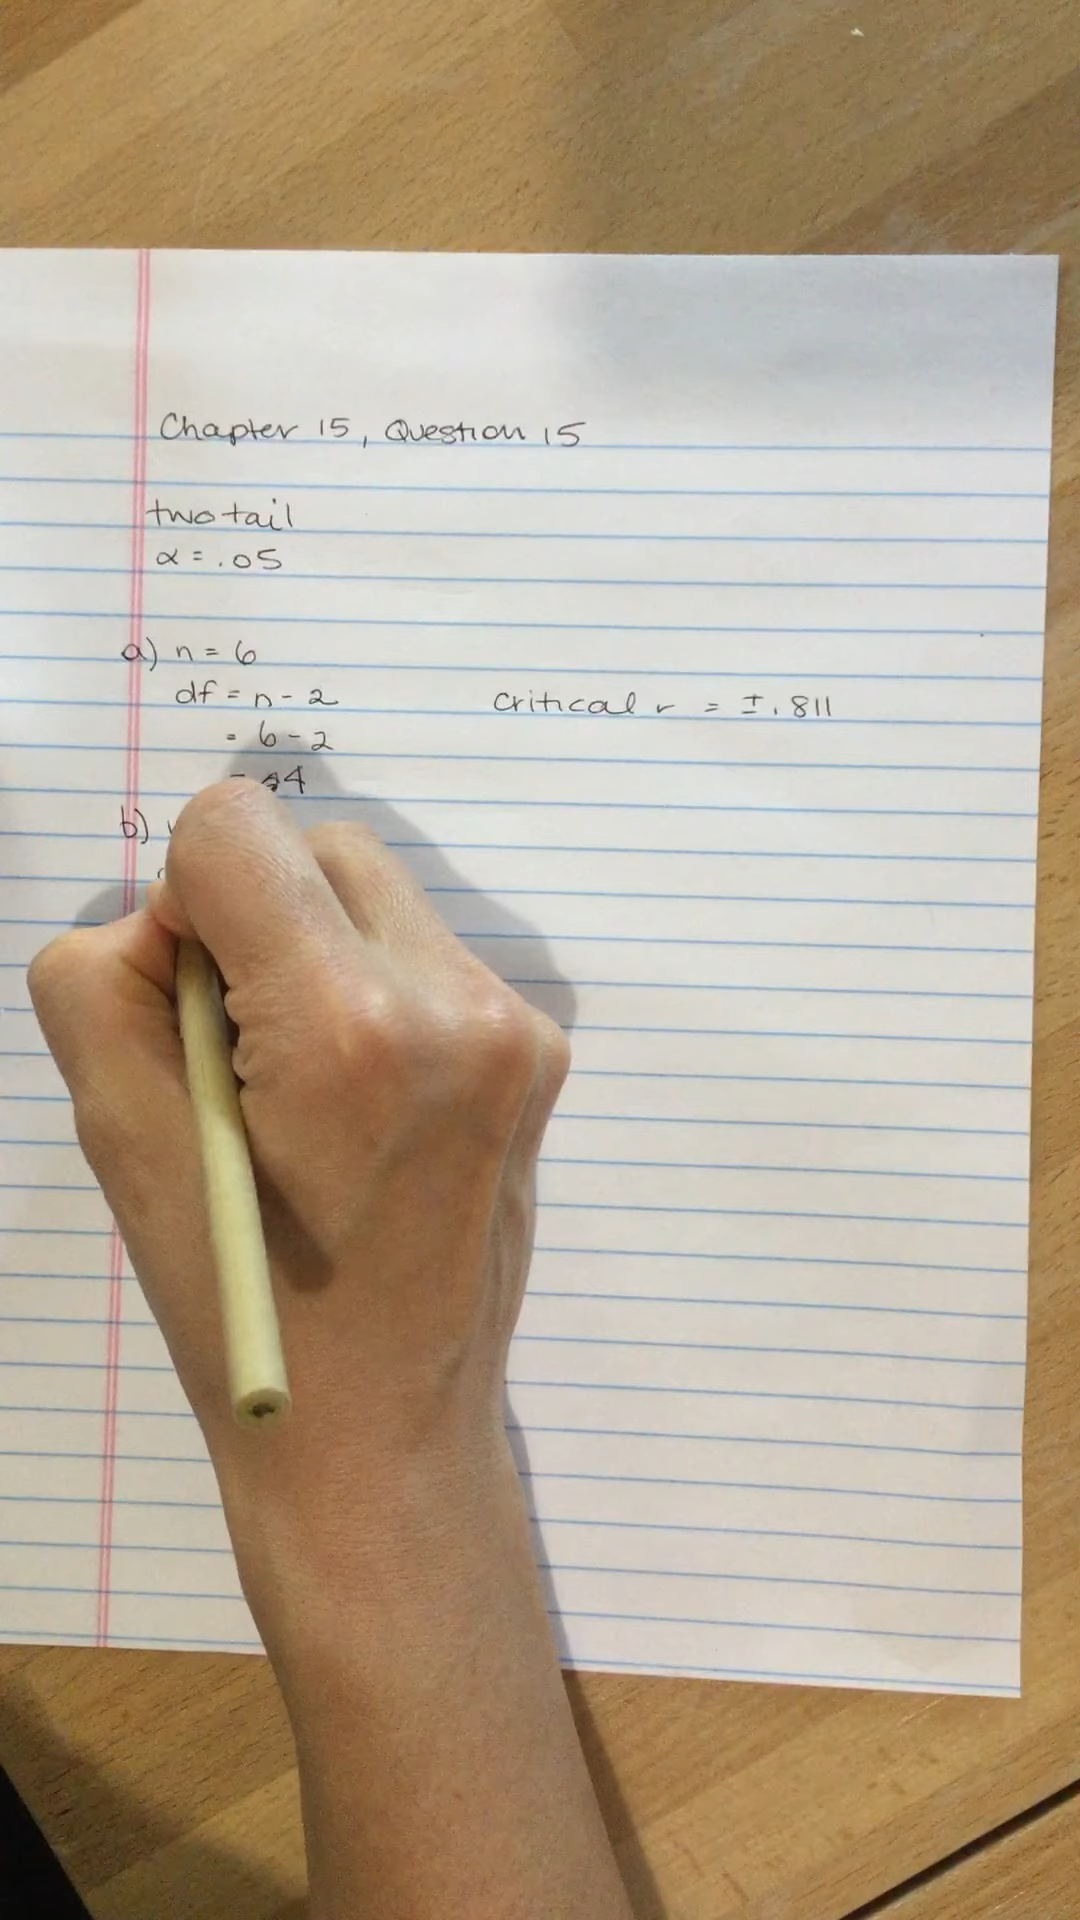 Chapter 15, Question 15
two tail
α = .05
a) n = 6
df = n - 2
critical r = ±.811
= 6 - 2
= 4
b)